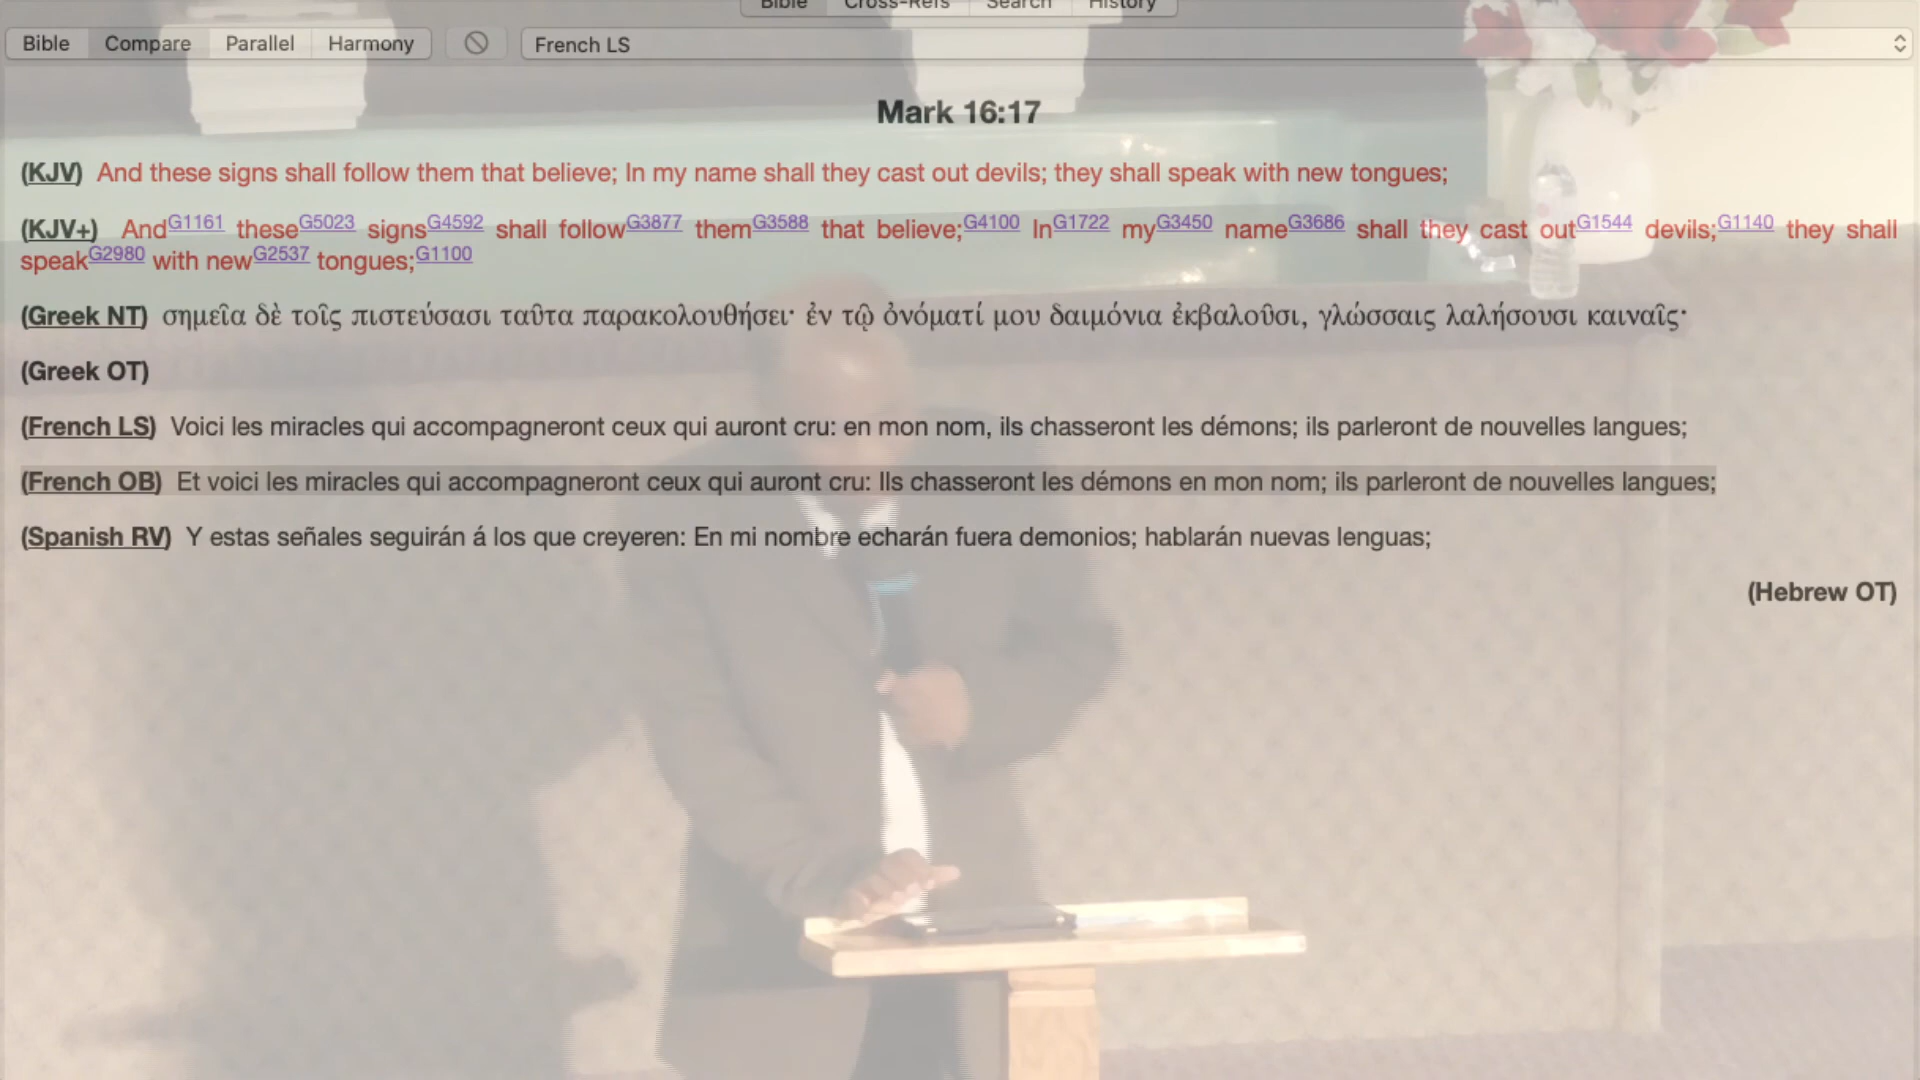 Bible Cross-Refs Search History
Bible Compare Parallel Harmony French LS
Mark 16:17
(KJV) And these signs shall follow them that believe; In my name shall they cast out devils; they shall speak with new tongues;
(KJV+) AndG1161 theseG5023 signsG4592 shall followG3877 themG3588 that believe;G4100 InG1722 myG3450 nameG3686 shall they cast outG1544 devils;G1140 they shall
speakG2980 with newG2537 tongues;G1100
(Greek NT) σημεῖα δὲ τοῖς πιστεύσασι ταῦτα παρακολουθήσει· ἐν τῷ ὀνόματί μου δαιμόνια ἐκβαλοῦσι, γλώσσαις λαλήσουσι καιναῖς·
(Greek OT)
(French LS) Voici les miracles qui accompagneront ceux qui auront cru: en mon nom, ils chasseront les démons; ils parleront de nouvelles langues;
(French OB) Et voici les miracles qui accompagneront ceux qui auront cru: Ils chasseront les démons en mon nom; ils parleront de nouvelles langues;
(Spanish RV) Y estas señales seguirán á los que creyeren: En mi nombre echarán fuera demonios; hablarán nuevas lenguas;
(Hebrew OT)